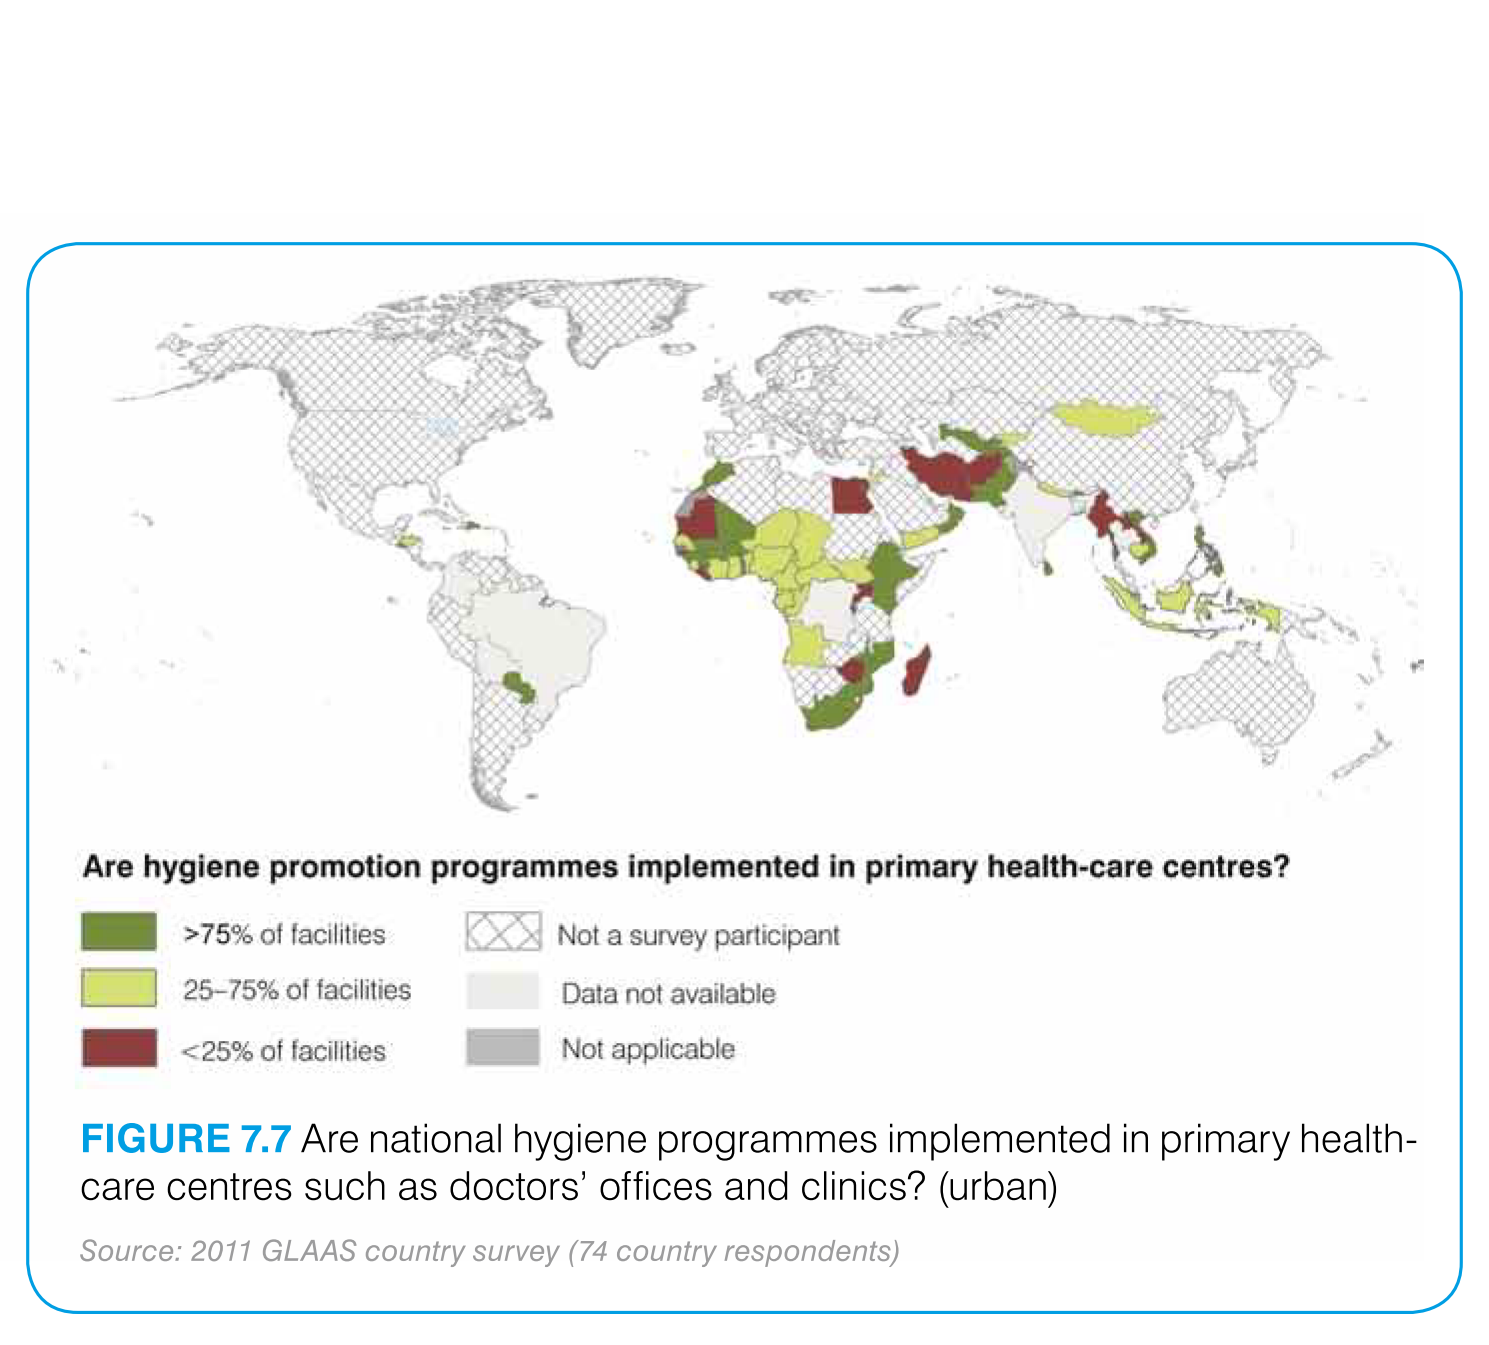 Are hygiene promotion programmes implemented in primary health-care centres?
>75% of facilities
25–75% of facilities
<25% of facilities
Not a survey participant
Data not available
Not applicable
FIGURE 7.7 Are national hygiene programmes implemented in primary health-
care centres such as doctors’ offices and clinics? (urban)
Source: 2011 GLAAS country survey (74 country respondents)